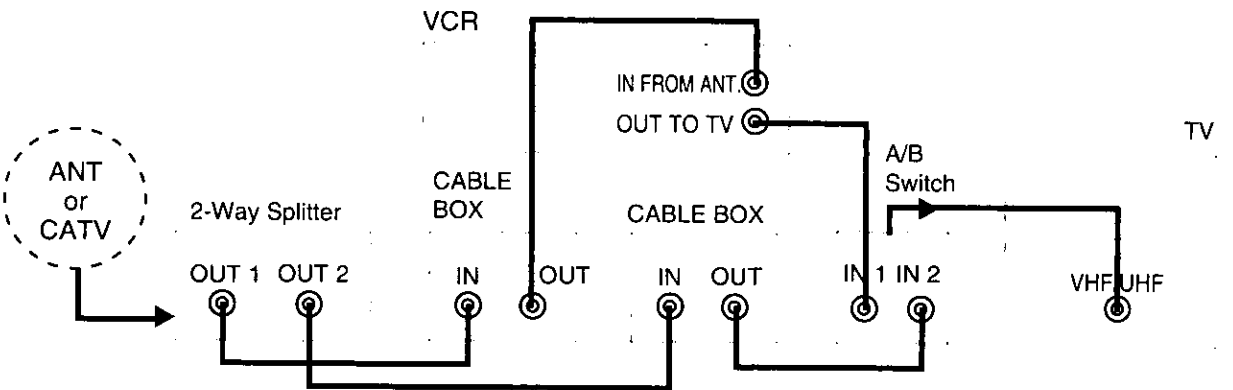 VCR
IN FROM ANT.
OUT TO TV
TV
A/B
Switch
ANT
or
CATV
2-Way Splitter
CABLE
BOX
CABLE BOX
OUT 1 OUT 2
IN OUT
IN OUT
IN 1 IN 2
VHF/UHF